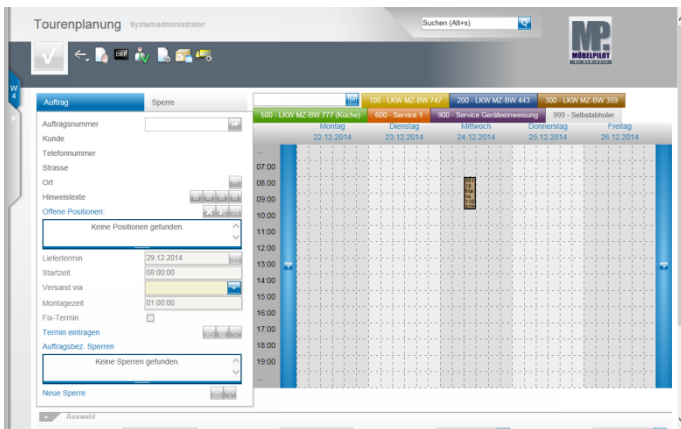 Tourenplanung Systemadministrator
Suchen (Alt+s)
MP
MÖBELPILOT
W
4
Auftrag
Sperre
Auftragsnummer
Kunde
Telefonnummer
Strasse
Ort
Hinweistexte
Offene Positionen:
Keine Positionen gefunden.
Liefertermin 29.12.2014
Startzeit 08:00:00
Versand via
Montagezeit 01:00:00
Fix-Termin
Termin eintragen
Auftragsbez. Sperren
Keine Sperren gefunden.
Neue Sperre
100 - LKW MZ-BW 747
200 - LKW MZ-BW 443
300 - LKW MZ-BW 359
500 - LKW MZ-BW 777 (Küche)
600 - Service 1
900 - Service Geräteeinweisung
999 - Selbstabholer
Montag Dienstag Mittwoch Donnerstag Freitag
22.12.2014 23.12.2014 24.12.2014 25.12.2014 26.12.2014
...
07:00
08:00
09:00
10:00
11:00
12:00
13:00
14:00
15:00
16:00
17:00
18:00
19:00
...
Auswahl